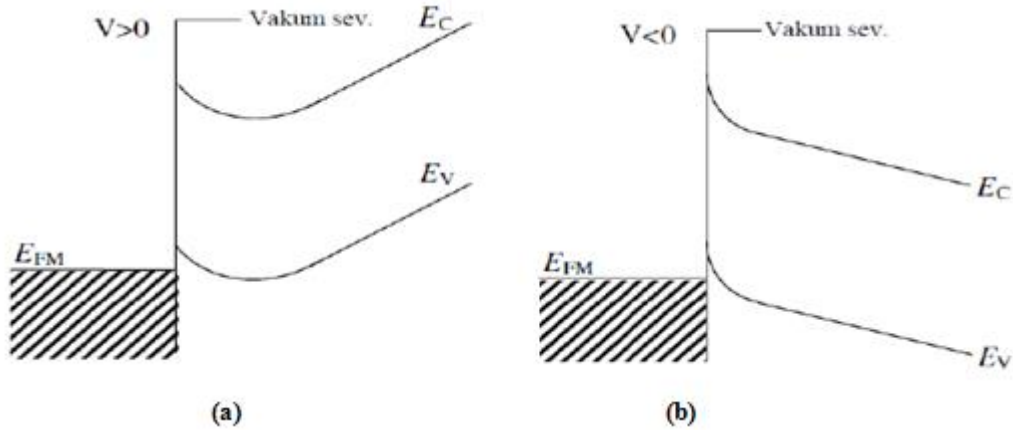 V>0
Vakum sev.
E_C
E_V
E_FM
(a)
V<0
Vakum sev.
E_C
E_FM
E_V
(b)